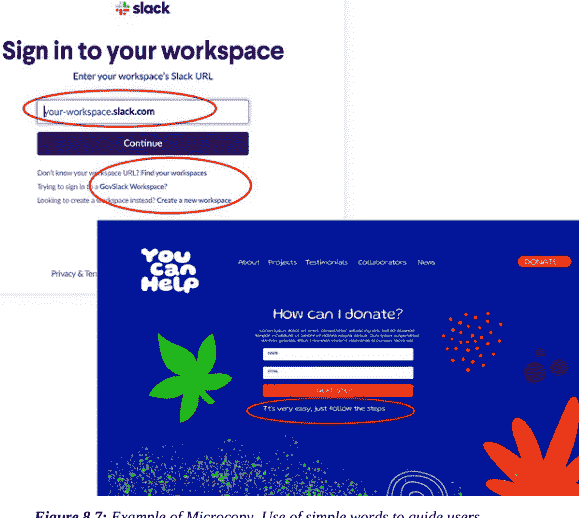 slack
Sign in to your workspace
Enter your workspace's Slack URL
your-workspace.slack.com
Continue
Don't know your workspace URL? Find your workspaces
Trying to sign in to a GovSlack Workspace?
Looking to create a workspace instead? Create a new workspace
Privacy & Ter
You
Can
Help
About Projects Testimonials Collaborators News
DONATE
How can I donate?
It's very easy, just follow the steps
Figure 8.7: Example of Microcopy. Use of simple words to guide users